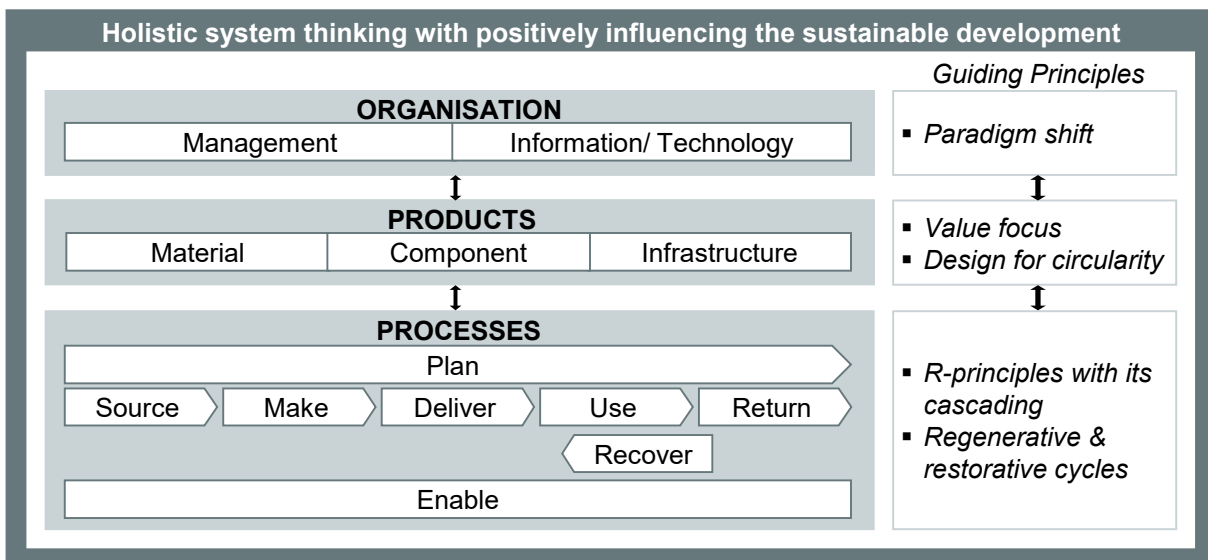 Holistic system thinking with positively influencing the sustainable development
Guiding Principles
ORGANISATION
Management
Information/ Technology
▪ Paradigm shift
PRODUCTS
Material
Component
Infrastructure
▪ Value focus
▪ Design for circularity
PROCESSES
Plan
Source
Make
Deliver
Use
Return
Recover
Enable
▪ R-principles with its
cascading
▪ Regenerative &
restorative cycles